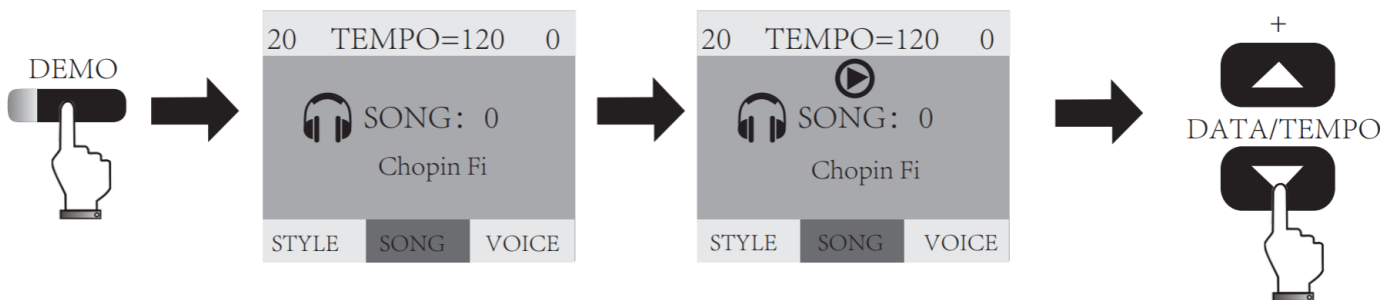 DEMO
20 TEMPO=120 0
SONG: 0
Chopin Fi
STYLE SONG VOICE
20 TEMPO=120 0
SONG: 0
Chopin Fi
STYLE SONG VOICE
+
DATA/TEMPO